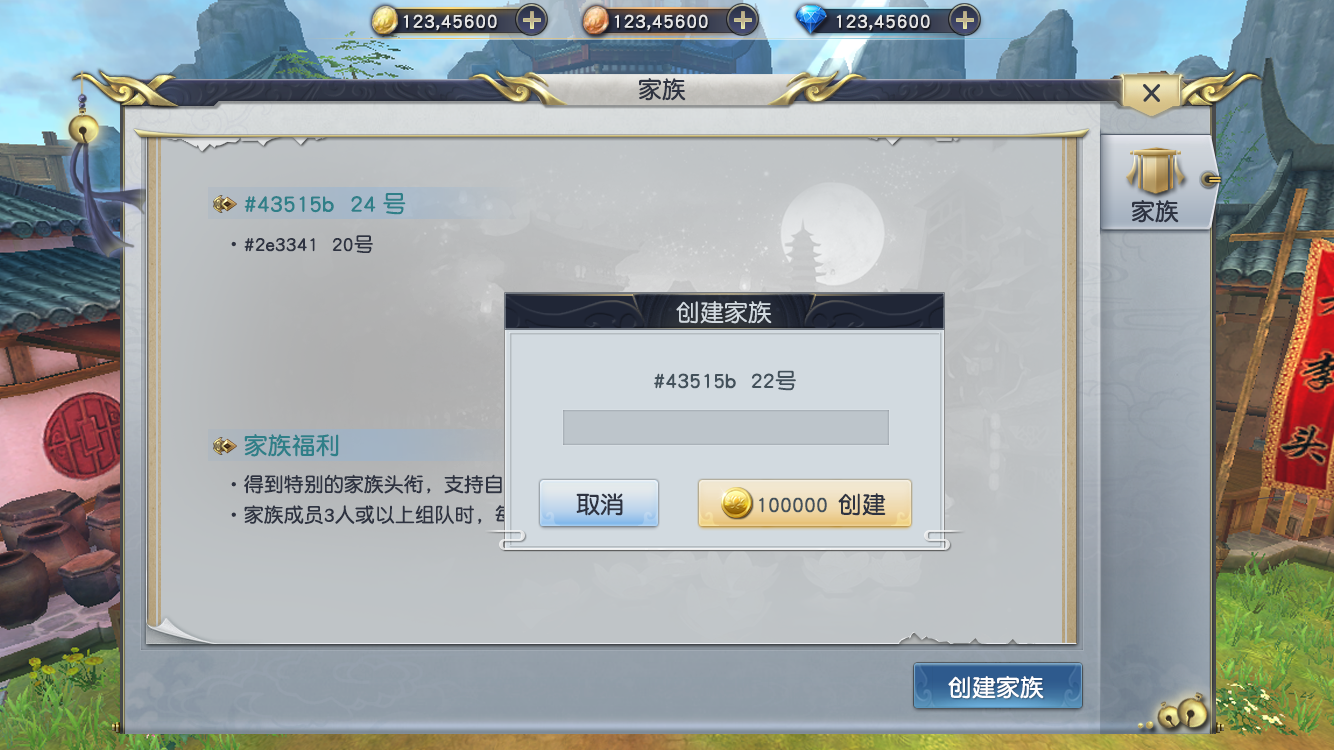 123,45600
123,45600
123,45600
家族
家族
#43515b 24 号
#2e3341 20号
创建家族
#43515b 22号
家族福利
得到特别的家族头衔，支持自
家族成员3人或以上组队时，
取消
100000 创建
创建家族
李
头